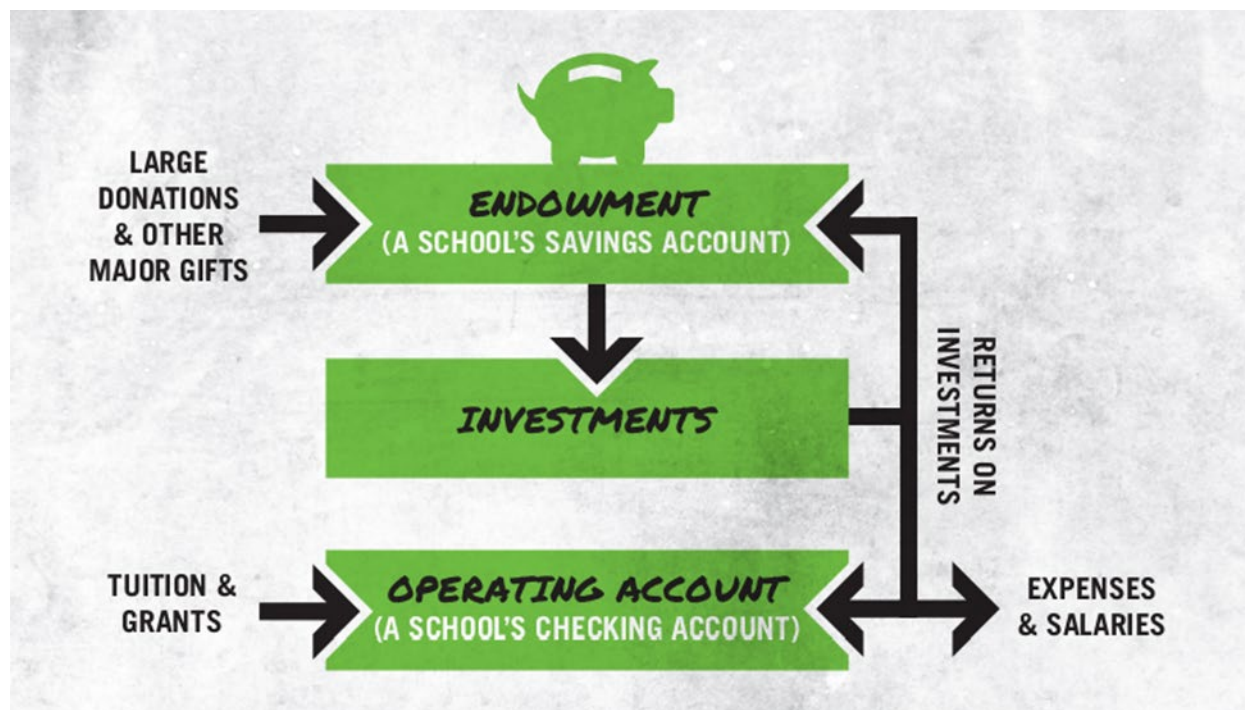 LARGE
DONATIONS
& OTHER
MAJOR GIFTS
ENDOWMENT
(A SCHOOL'S SAVINGS ACCOUNT)
INVESTMENTS
RETURNS ON
INVESTMENTS
TUITION &
GRANTS
OPERATING ACCOUNT
(A SCHOOL'S CHECKING ACCOUNT)
EXPENSES
& SALARIES